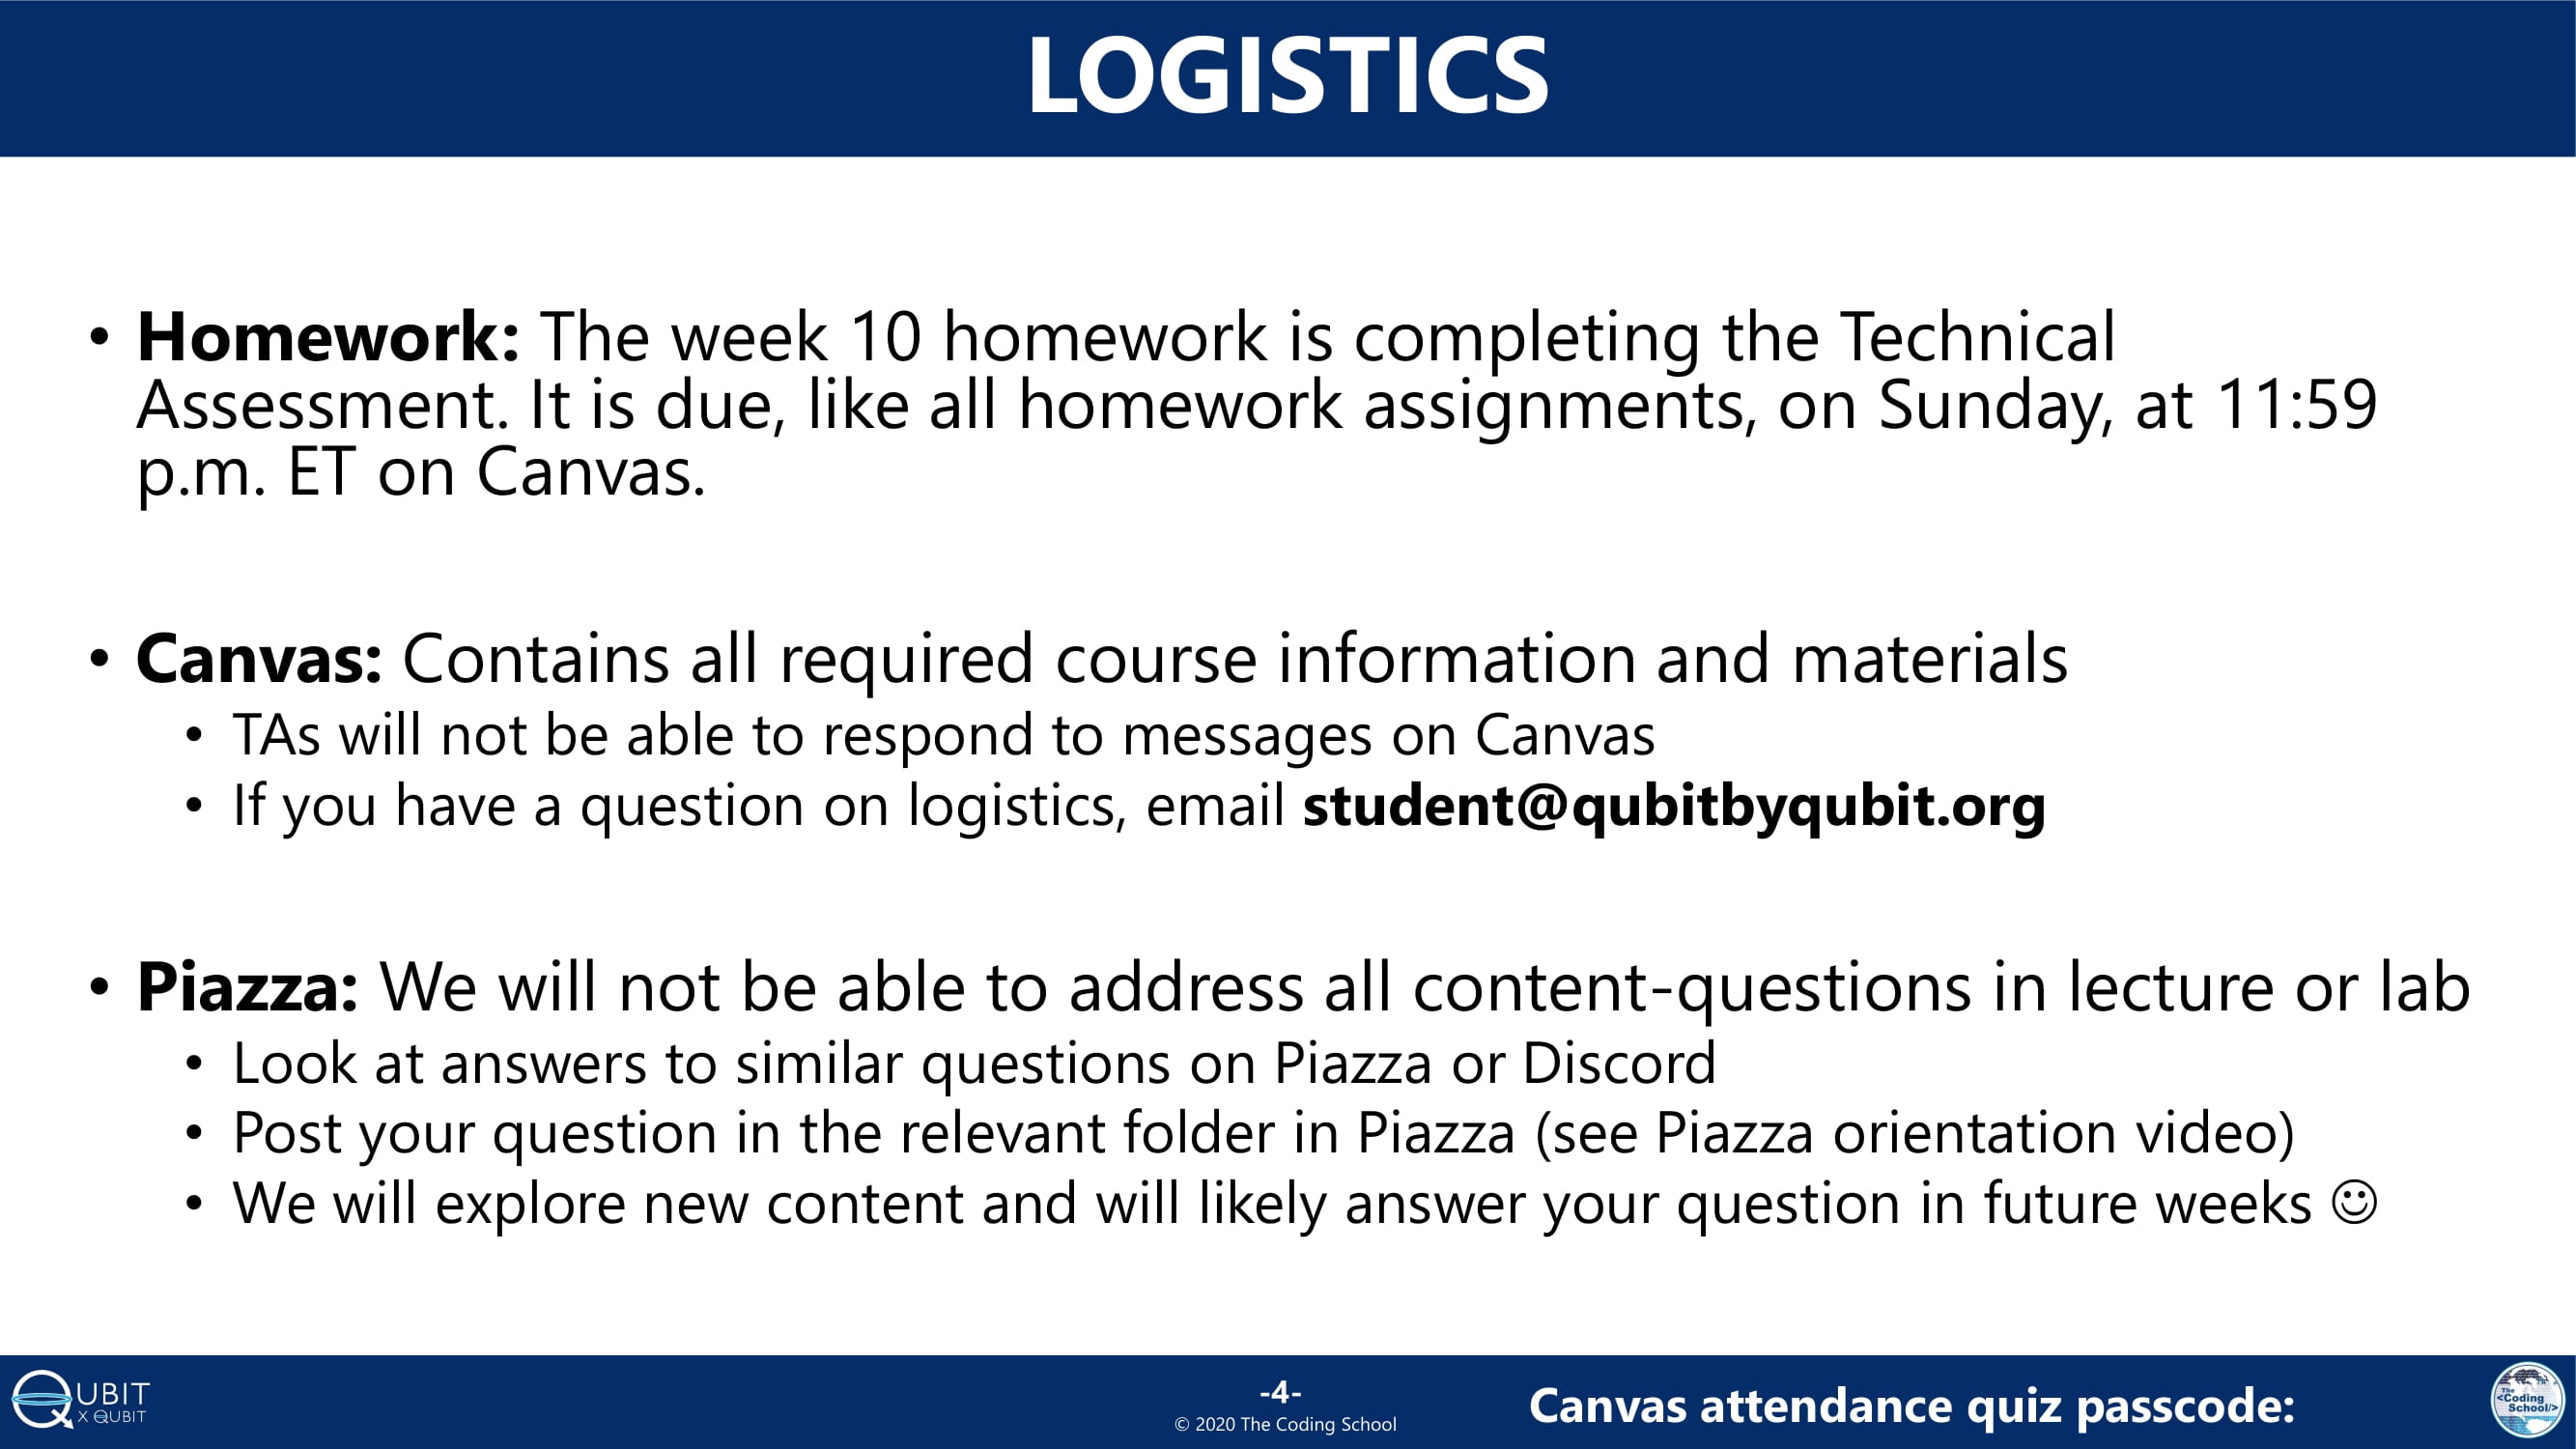 LOGISTICS
• Homework: The week 10 homework is completing the Technical
Assessment. It is due, like all homework assignments, on Sunday, at 11:59
p.m. ET on Canvas.
• Canvas: Contains all required course information and materials
• TAs will not be able to respond to messages on Canvas
• If you have a question on logistics, email student@qubitbyqubit.org
• Piazza: We will not be able to address all content-questions in lecture or lab
• Look at answers to similar questions on Piazza or Discord
• Post your question in the relevant folder in Piazza (see Piazza orientation video)
• We will explore new content and will likely answer your question in future weeks ☺
QUBIT
X QUBIT
-4-
© 2020 The Coding School
Canvas attendance quiz passcode:
The
<Coding
School/>